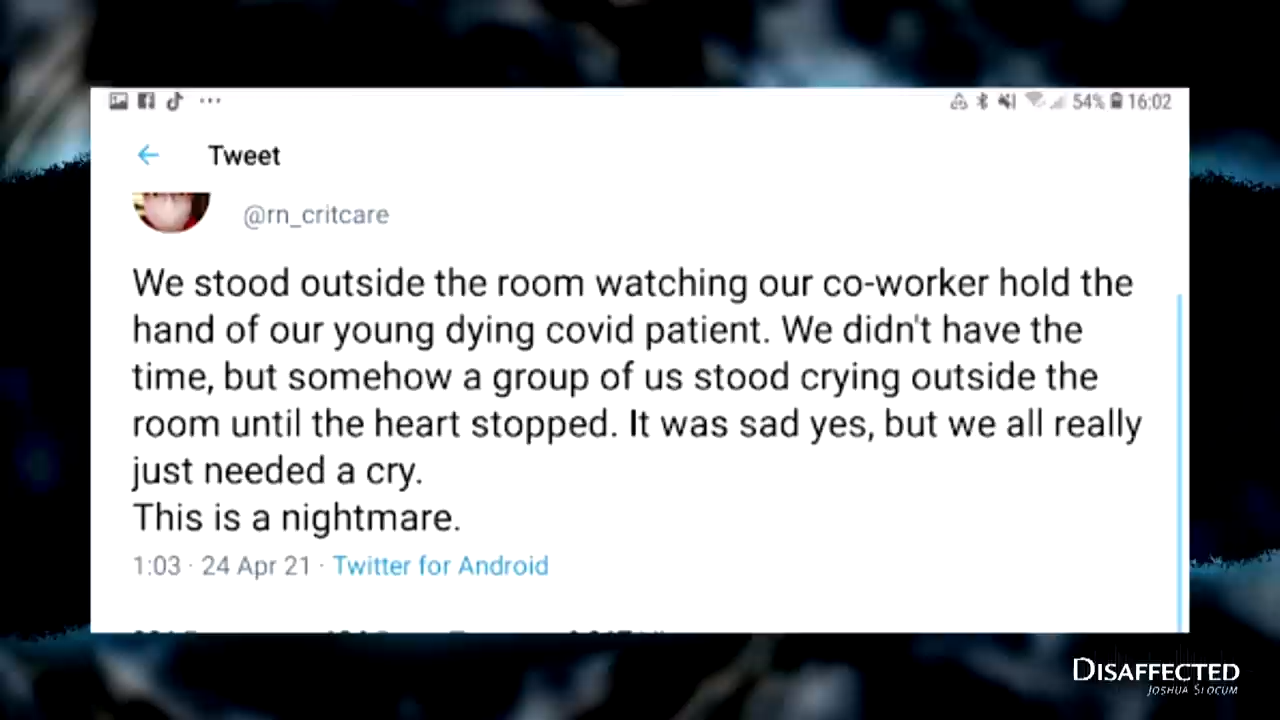 54% 16:02
Tweet
@rn_critcare
We stood outside the room watching our co-worker hold the
hand of our young dying covid patient. We didn't have the
time, but somehow a group of us stood crying outside the
room until the heart stopped. It was sad yes, but we all really
just needed a cry.
This is a nightmare.
1:03 · 24 Apr 21 · Twitter for Android
DISAFFECTED
JOSHUA SLOCUM